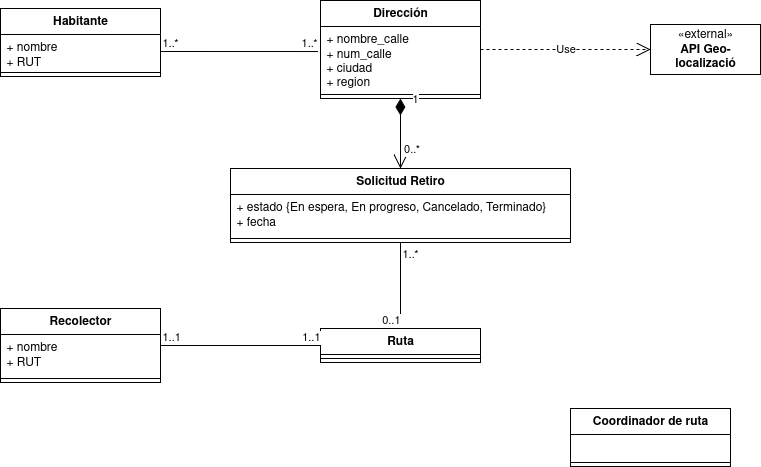 Habitante
+ nombre
+ RUT
1..*
1..*
Dirección
+ nombre_calle
+ num_calle
+ ciudad
+ region
Use
«external»
API Geo-
localizació
1
0..*
Solicitud Retiro
+ estado {En espera, En progreso, Cancelado, Terminado}
+ fecha
1..*
0..1
Recolector
+ nombre
+ RUT
1..1
1..1
Ruta
Coordinador de ruta